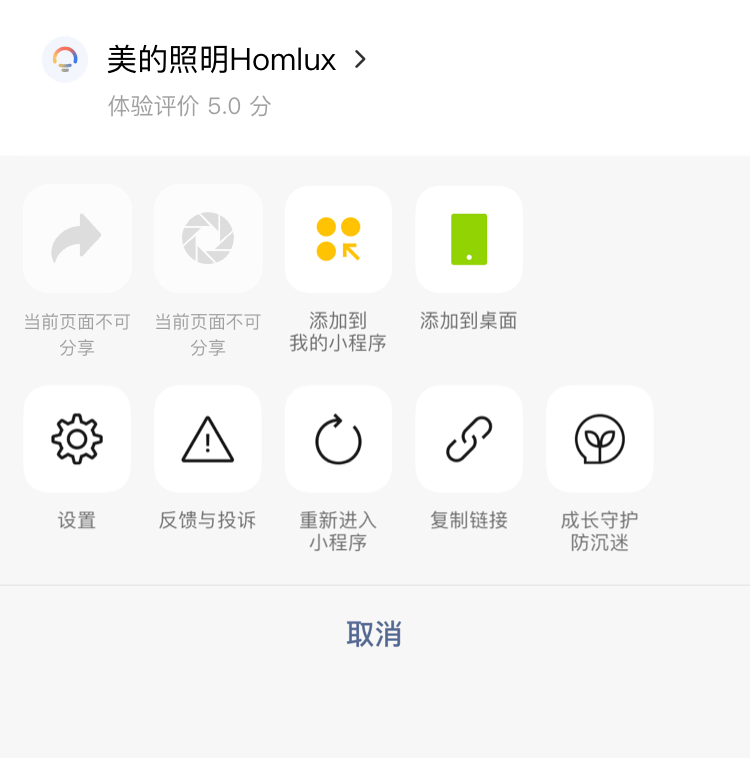 美的照明Homlux
体验评价 5.0 分
当前页面不可
分享
当前页面不可
分享
添加到
我的小程序
添加到桌面
设置
反馈与投诉
重新进入
小程序
复制链接
成长守护
防沉迷
取消